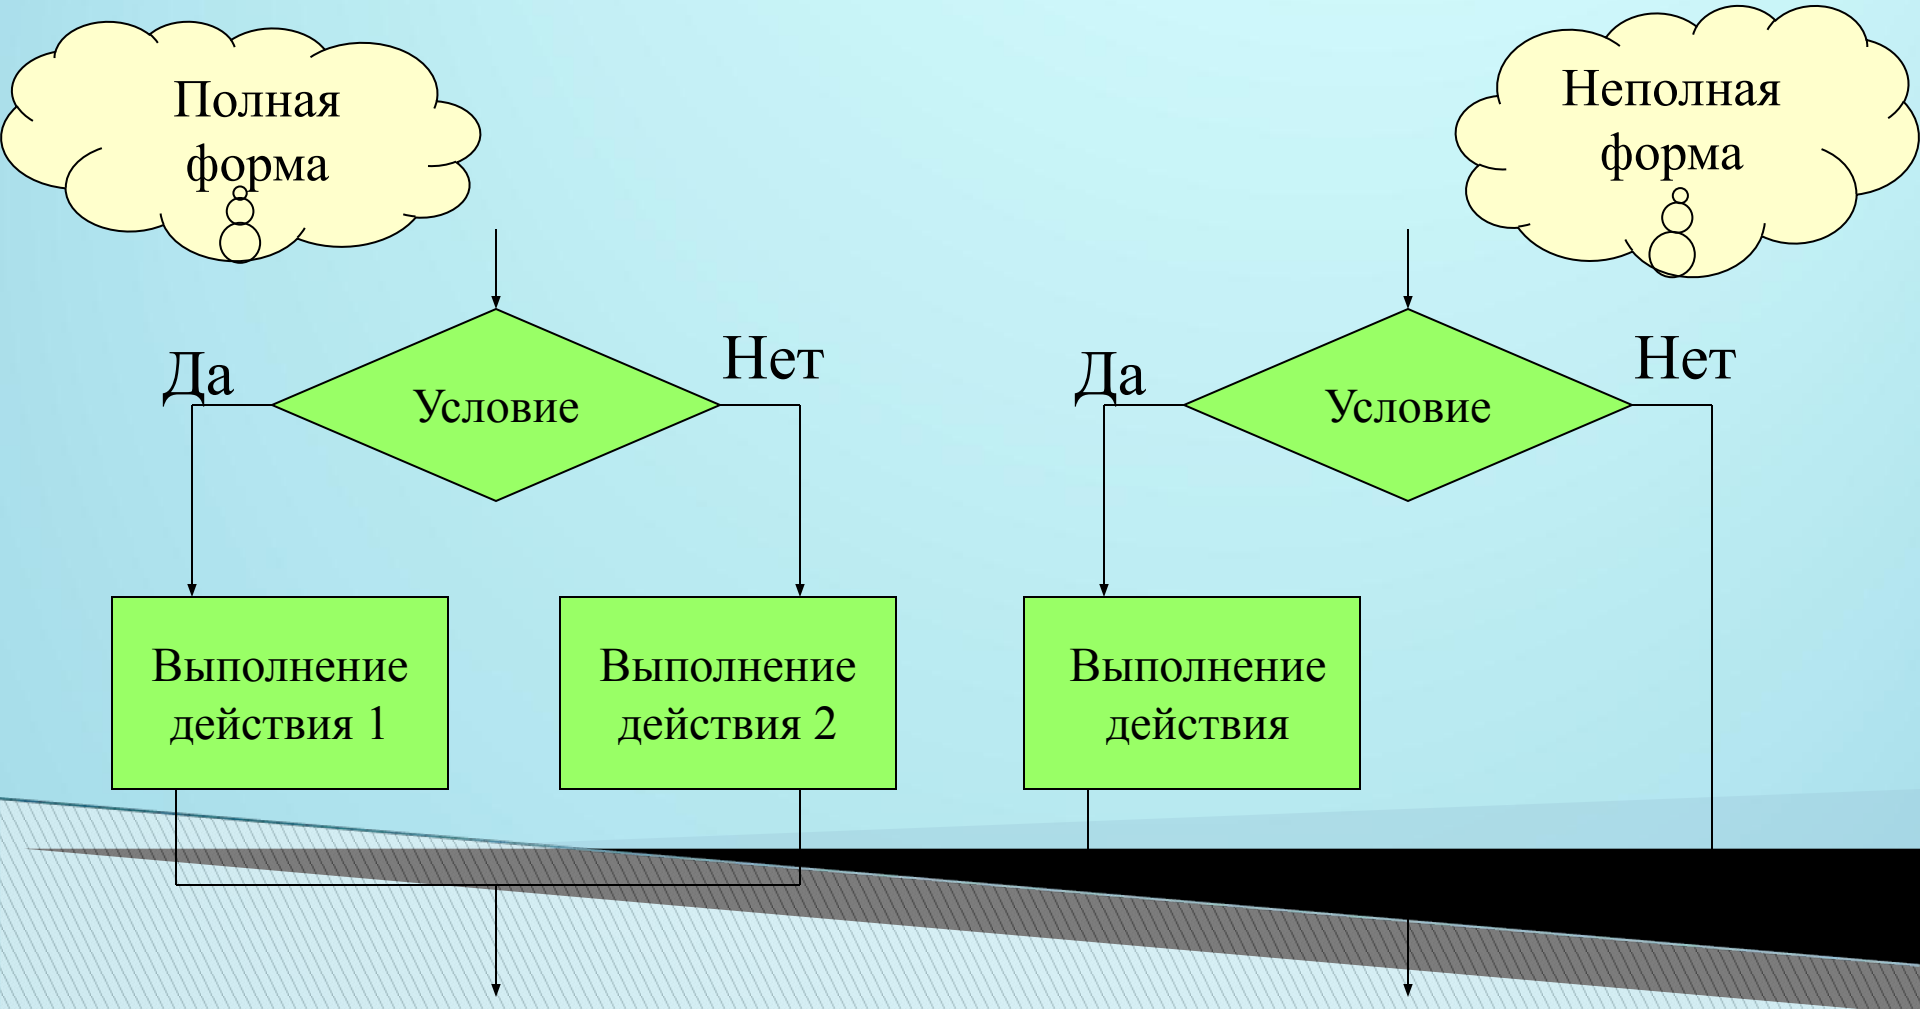 Полная
форма
Неполная
форма
Да
Нет
Условие
Выполнение
действия 1
Выполнение
действия 2
Да
Нет
Условие
Выполнение
действия